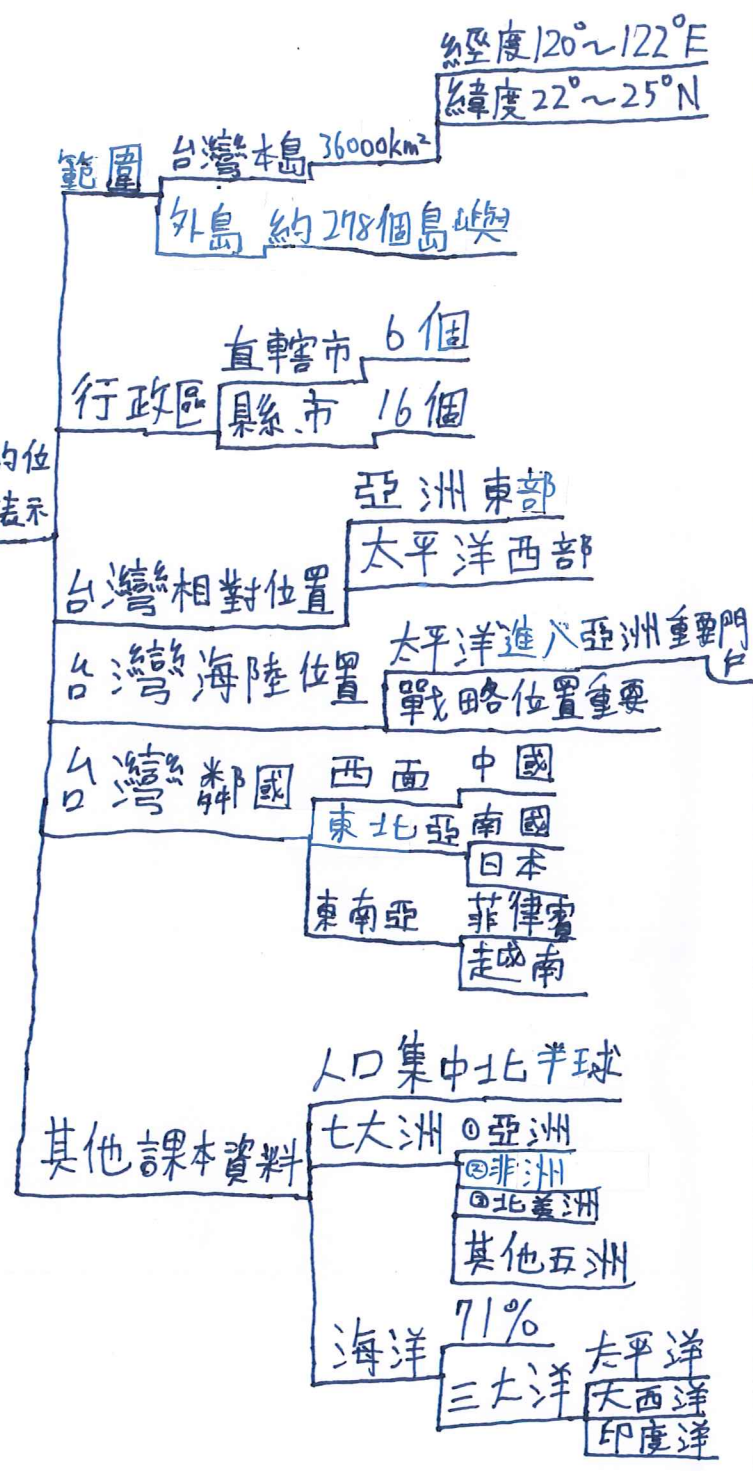 經度120°~122°E
緯度22°~25°N
範圍
台灣本島 36000km²
外島 約278個島嶼
行政區
直轄市 6個
縣、市 16個
的位
表示
台灣相對位置
亞洲東部
太平洋西部
台灣海陸位置
太平洋進入亞洲重要門戶
戰略位置重要
台灣鄰國
西面 中國
東北亞 南國
日本
東南亞 菲律賓
越南
其他課本資料
人口集中北半球
七大洲 ①亞洲
②非洲
③北美洲
其他五洲
海洋
71%
三大洋
太平洋
大西洋
印度洋